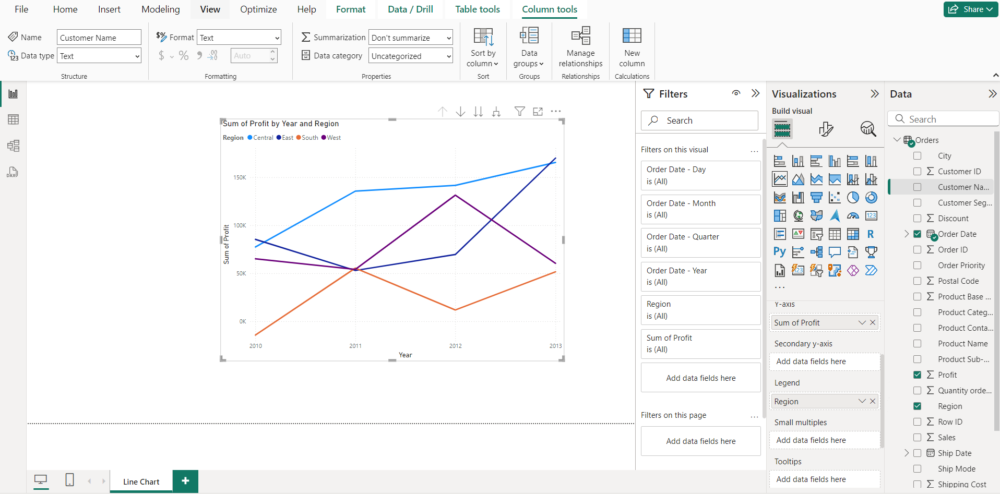 File Home Insert Modeling View Optimize Help Format Data / Drill Table tools Column tools Share
Name Customer Name
Data type Text
Structure
$% Format Text
$ % 9 .00 Auto
Formatting
Summarization Don't summarize
Data category Uncategorized
Properties
Sort by
column
Sort
Data
groups
Groups
Manage
relationships
Relationships
New
column
Calculations
DAX
Sum of Profit by Year and Region
Region Central East South West
150K
100K
50K
0K
Sum of Profit
2010 2011 2012 2013
Year
Line Chart
Filters
Search
Filters on this visual ...
Order Date - Day
is (All)
Order Date - Month
is (All)
Order Date - Quarter
is (All)
Order Date - Year
is (All)
Region
is (All)
Sum of Profit
is (All)
Add data fields here
Filters on this page ...
Add data fields here
Visualizations
Build visual
123
R
Py
123
...
Y-axis
Sum of Profit
Secondary y-axis
Add data fields here
Legend
Region
Small multiples
Add data fields here
Tooltips
Add data fields here
Data
Search
Orders
City
Customer ID
Customer Na...
Customer Seg...
Discount
Order Date
Order ID
Order Priority
Postal Code
Product Base ...
Product Categ...
Product Conta...
Product Name
Product Sub-...
Profit
Quantity orde...
Region
Row ID
Sales
Ship Date
Ship Mode
Shipping Cost